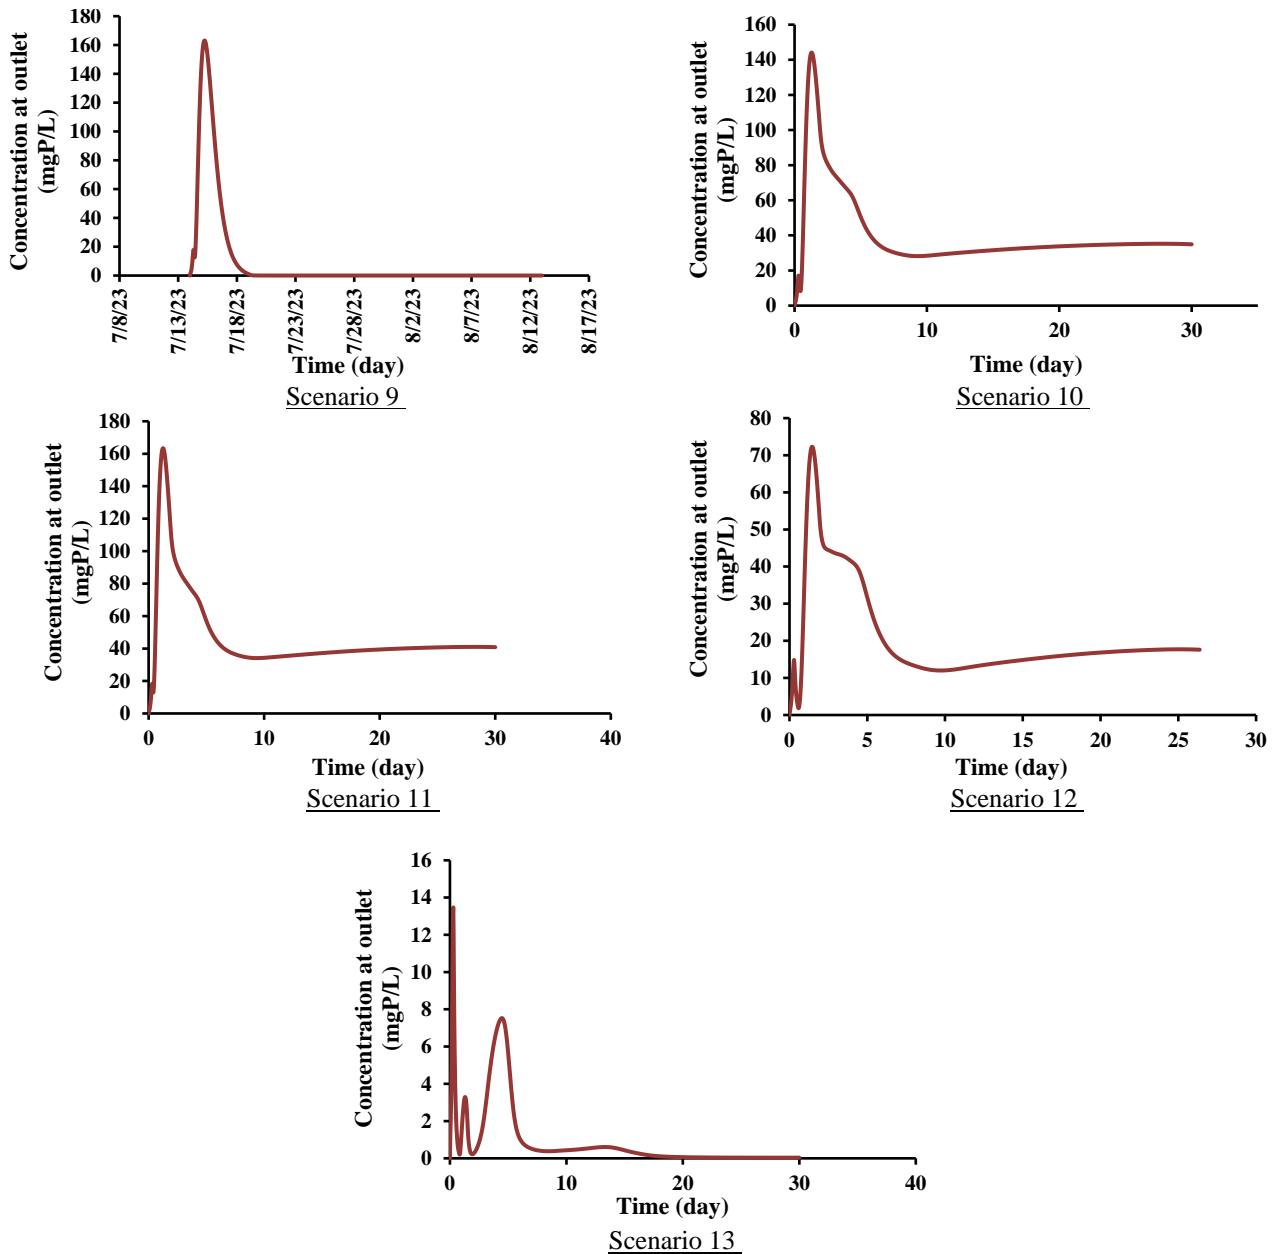 Concentration at outlet
(mgP/L)
180
160
140
120
100
80
60
40
20
0
7/8/23
7/13/23
7/18/23
7/23/23
7/28/23
8/2/23
8/7/23
8/12/23
8/17/23
Time (day)
Scenario 9
Concentration at outlet
(mgP/L)
160
140
120
100
80
60
40
20
0
0 10 20 30
Time (day)
Scenario 10
Concentration at outlet
(mgP/L)
180
160
140
120
100
80
60
40
20
0
0 10 20 30 40
Time (day)
Scenario 11
Concentration at outlet
(mgP/L)
80
70
60
50
40
30
20
10
0
0 5 10 15 20 25 30
Time (day)
Scenario 12
Concentration at outlet
(mgP/L)
16
14
12
10
8
6
4
2
0
0 10 20 30 40
Time (day)
Scenario 13